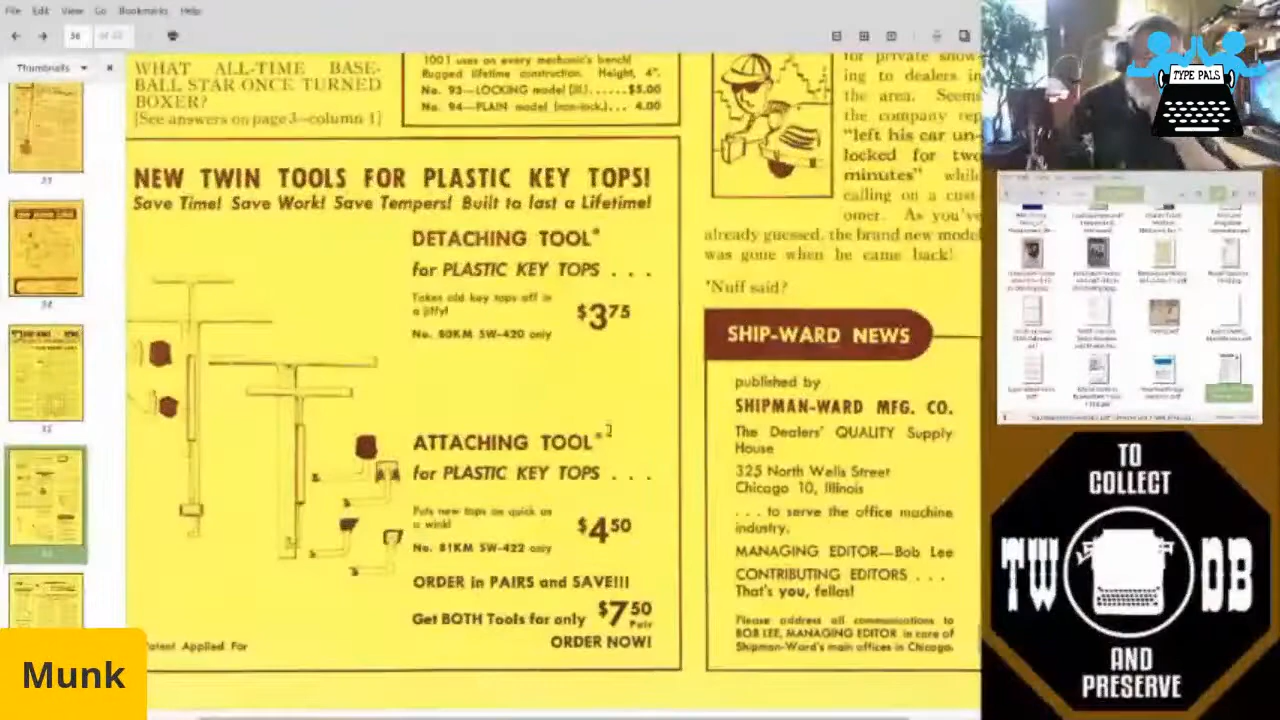 File Edit View Go Bookmarks Help
36
Thumbnails
WHAT ALL-TIME BASE-
BALL STAR ONCE TURNED
BOXER?
[See answers on page 3—column 1]
1001 uses on every mechanic's bench!
Rugged lifetime construction. Height, 4".
No. 93—LOCKING model (Ill.)......$5.00
No. 94—PLAIN model (non-lock.)... 4.00
NEW TWIN TOOLS FOR PLASTIC KEY TOPS!
Save Time! Save Work! Save Tempers! Built to last a Lifetime!
DETACHING TOOL*
for PLASTIC KEY TOPS . . .
Takes old key tops off in
a jiffy!
$3.75
No. 80KM SW-420 only
ATTACHING TOOL*
for PLASTIC KEY TOPS . . .
Puts new tops on quick as
a wink!
$4.50
No. 81KM SW-422 only
ORDER in PAIRS and SAVE!!!
Get BOTH Tools for only $7.50 Pair
ORDER NOW!
atent Applied For
for private show-
ing to dealers in
the area. Seems
the company rep
"left his car un-
locked for two
minutes" while
calling on a cust-
omer. As you've
already guessed, the brand new model
was gone when he came back!
'Nuff said?
SHIP-WARD NEWS
published by
SHIPMAN-WARD MFG. CO.
The Dealers' QUALITY Supply
House
325 North Wells Street
Chicago 10, Illinois
. . . to serve the office machine
industry.
MANAGING EDITOR—Bob Lee
CONTRIBUTING EDITORS . . .
That's you, fellas!
Please address all communications to
BOB LEE, MANAGING EDITOR in care of
Shipman-Ward's main offices in Chicago.
TYPE PALS
TO
COLLECT
TW DB
AND
PRESERVE
Munk